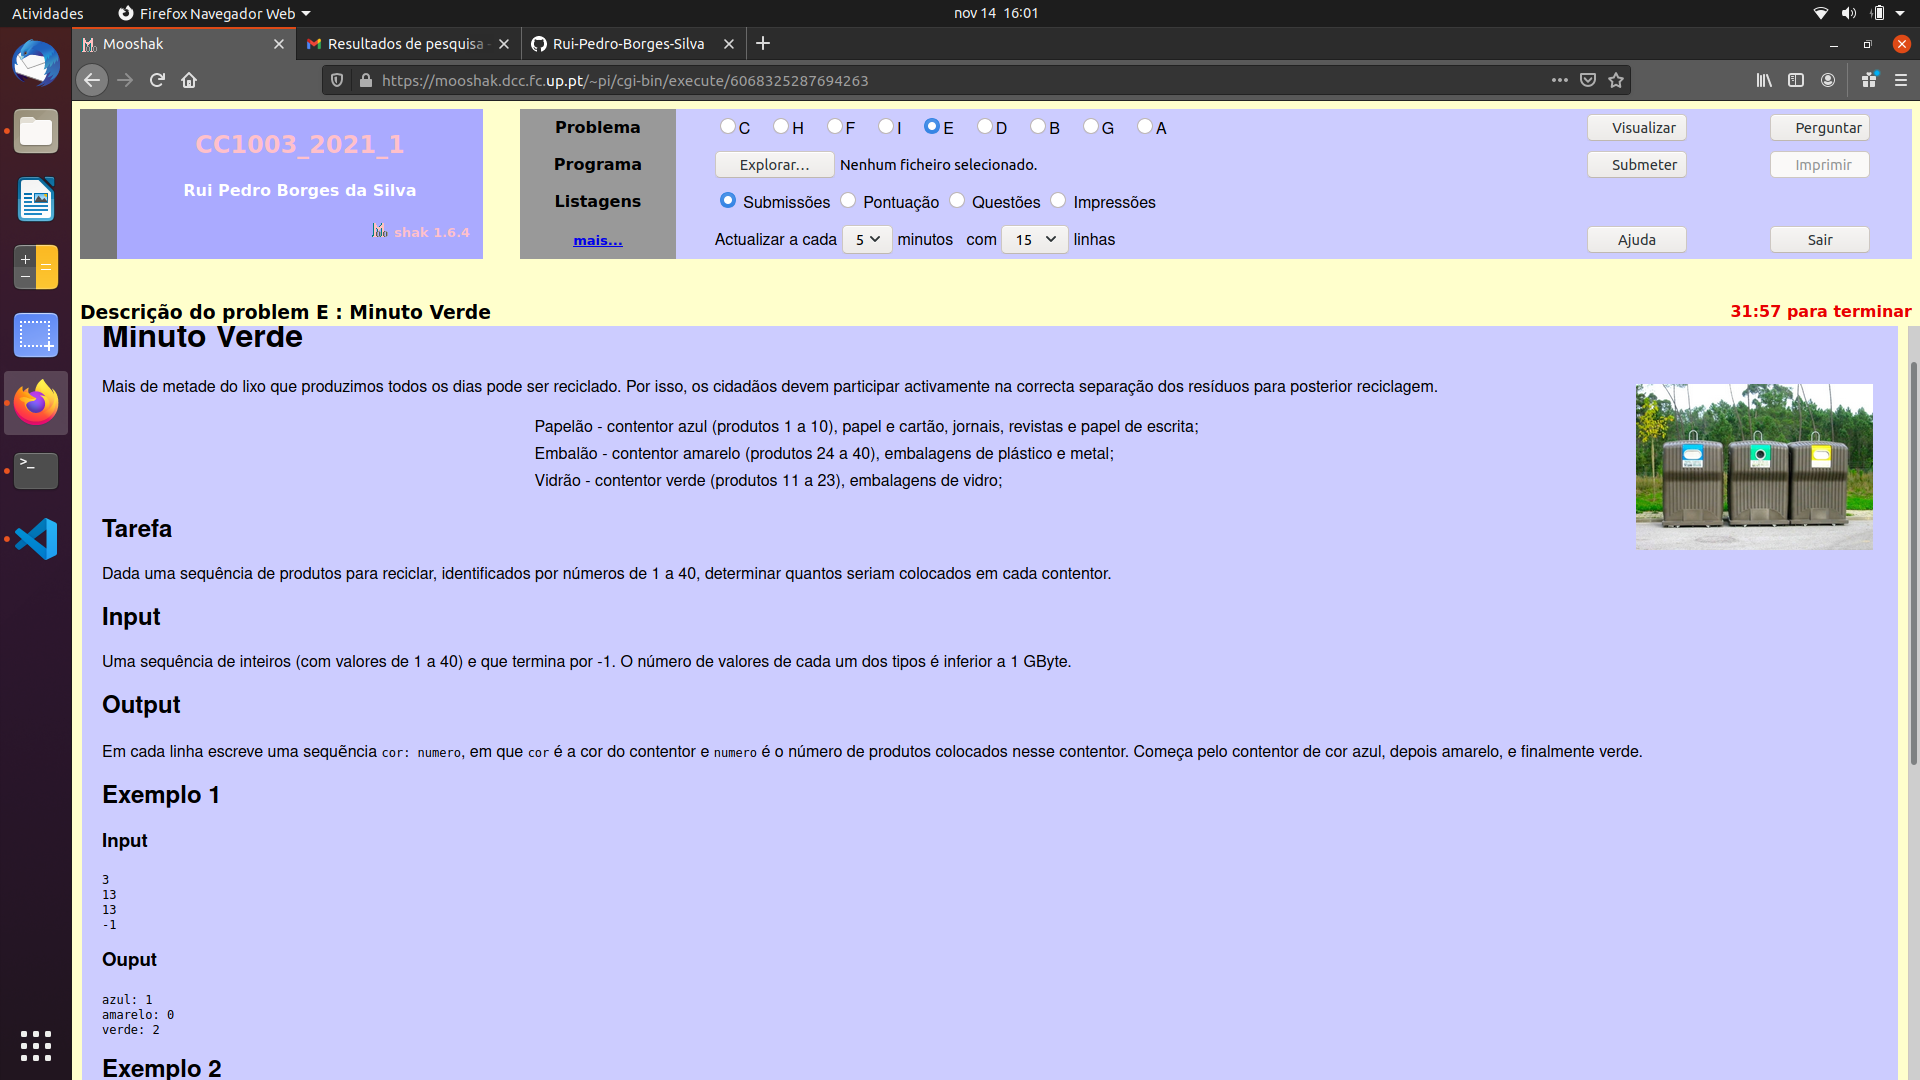 Atividades
Firefox Navegador Web
nov 14 16:01
Mooshak
Resultados de pesquisa
Rui-Pedro-Borges-Silva
https://mooshak.dcc.fc.up.pt/~pi/cgi-bin/execute/6068325287694263
CC1003_2021_1
Rui Pedro Borges da Silva
shak 1.6.4
Problema
C H F I E D B G A
Visualizar
Perguntar
Programa
Explorar...
Nenhum ficheiro selecionado.
Submeter
Imprimir
Listagens
Submissões Pontuação Questões Impressões
mais...
Actualizar a cada 5 minutos com 15 linhas
Ajuda
Sair
Descrição do problem E : Minuto Verde
31:57 para terminar
Minuto Verde
Mais de metade do lixo que produzimos todos os dias pode ser reciclado. Por isso, os cidadãos devem participar activamente na correcta separação dos resíduos para posterior reciclagem.
Papelão - contentor azul (produtos 1 a 10), papel e cartão, jornais, revistas e papel de escrita;
Embalão - contentor amarelo (produtos 24 a 40), embalagens de plástico e metal;
Vidrão - contentor verde (produtos 11 a 23), embalagens de vidro;
Tarefa
Dada uma sequência de produtos para reciclar, identificados por números de 1 a 40, determinar quantos seriam colocados em cada contentor.
Input
Uma sequência de inteiros (com valores de 1 a 40) e que termina por -1. O número de valores de cada um dos tipos é inferior a 1 GByte.
Output
Em cada linha escreve uma sequẽncia cor: numero, em que cor é a cor do contentor e numero é o número de produtos colocados nesse contentor. Começa pelo contentor de cor azul, depois amarelo, e finalmente verde.
Exemplo 1
Input
3
13
13
-1
Ouput
azul: 1
amarelo: 0
verde: 2
Exemplo 2